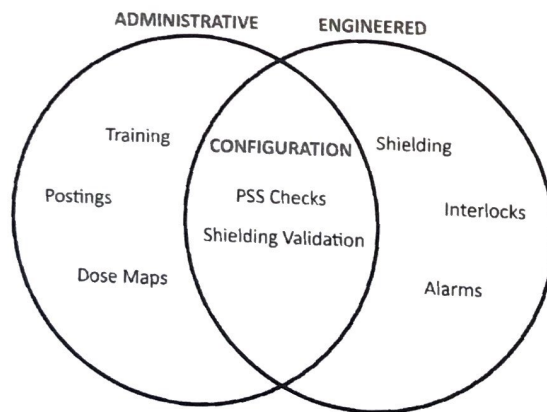 ADMINISTRATIVE
ENGINEERED
Training
CONFIGURATION
Shielding
Postings
PSS Checks
Interlocks
Shielding Validation
Dose Maps
Alarms